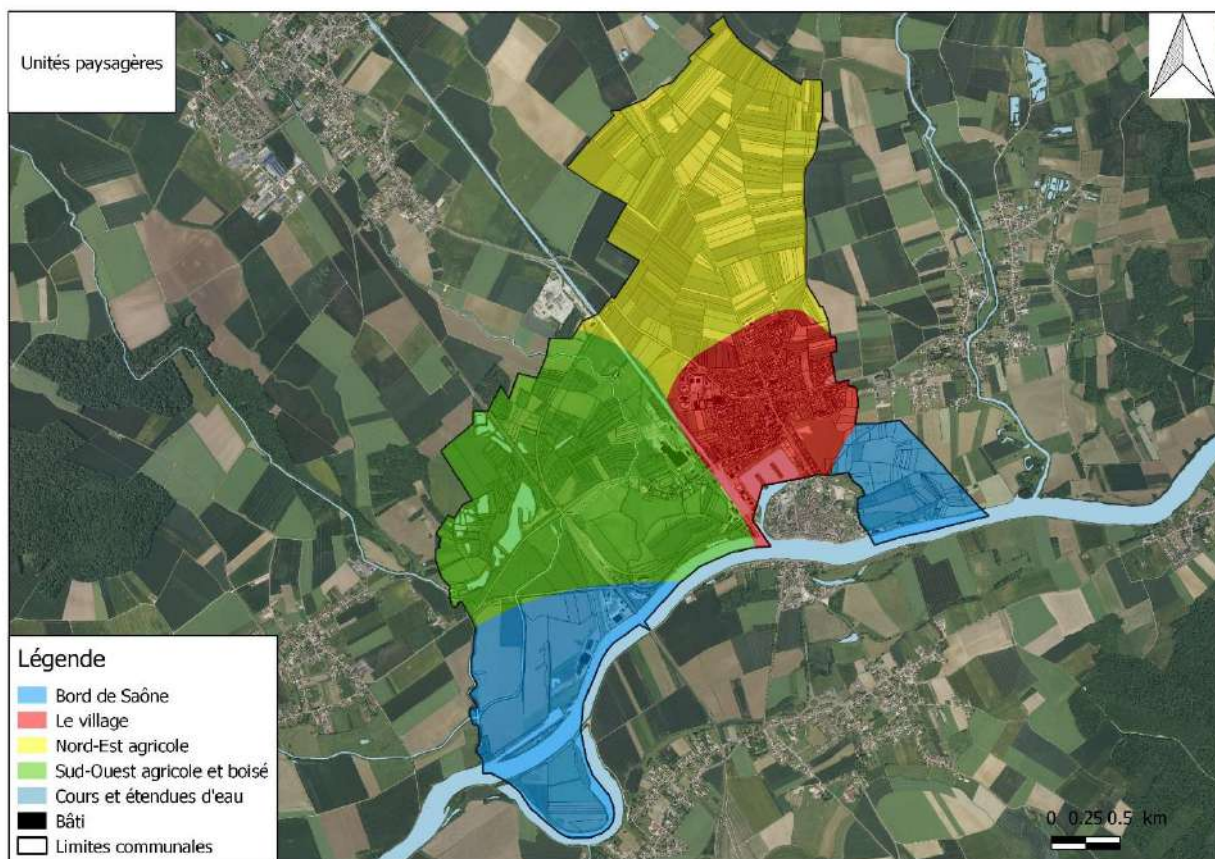 Unités paysagères
Légende
Bord de Saône
Le village
Nord-Est agricole
Sud-Ouest agricole et boisé
Cours et étendues d'eau
Bâti
Limites communales
0 0.25 0.5 km